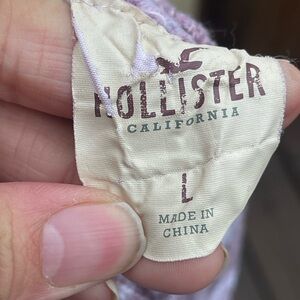 HOLLISTER
CALIFORNIA
L
MADE IN
CHINA